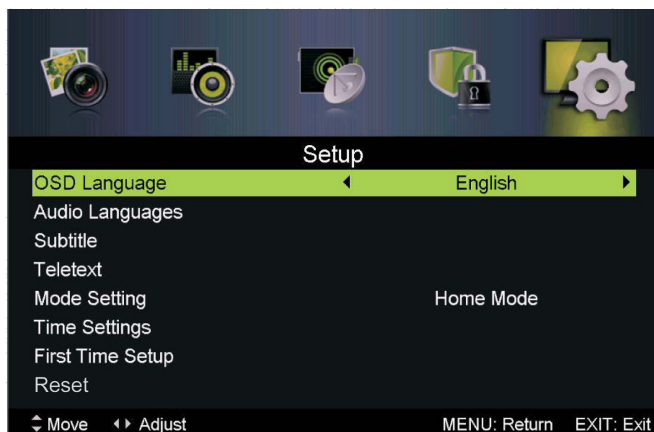 Setup
OSD Language English
Audio Languages
Subtitle
Teletext
Mode Setting Home Mode
Time Settings
First Time Setup
Reset
Move Adjust MENU: Return EXIT: Exit